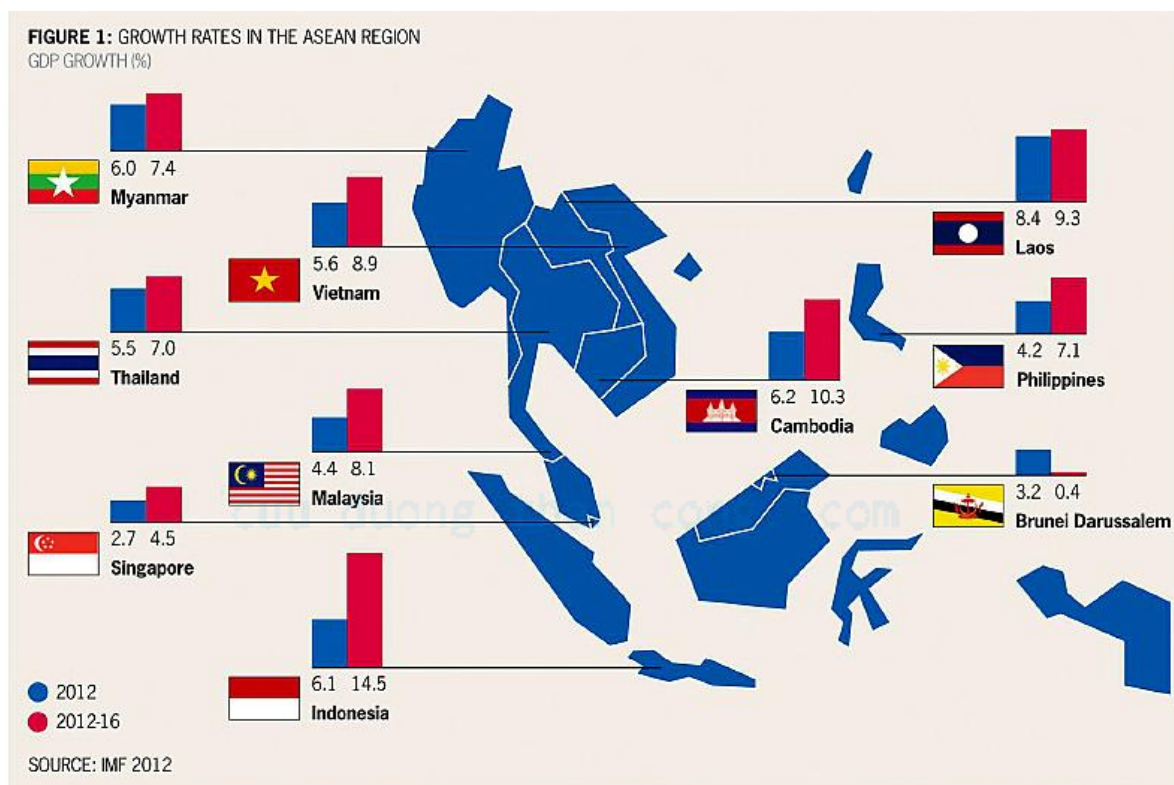 FIGURE 1: GROWTH RATES IN THE ASEAN REGION
GDP GROWTH (%)
6.0 7.4
Myanmar
5.6 8.9
Vietnam
8.4 9.3
Laos
5.5 7.0
Thailand
4.2 7.1
Philippines
6.2 10.3
Cambodia
4.4 8.1
Malaysia
3.2 0.4
Brunei Darussalem
2.7 4.5
Singapore
6.1 14.5
Indonesia
2012
2012-16
SOURCE: IMF 2012